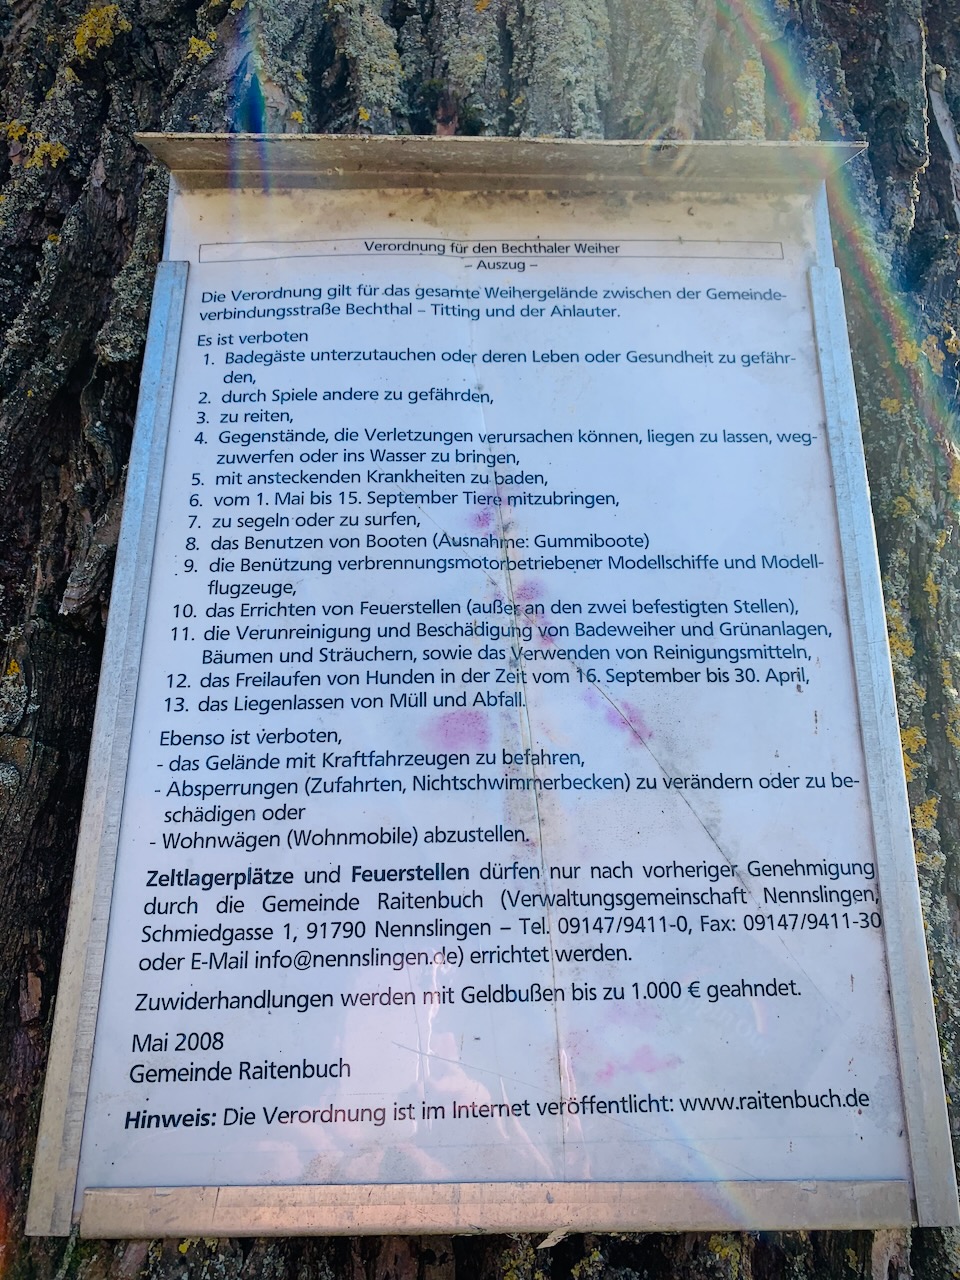 Verordnung für den Bechthaler Weiher
– Auszug –
Die Verordnung gilt für das gesamte Weihergelände zwischen der Gemeinde-
verbindungsstraße Bechthal – Titting und der Anlauter.
Es ist verboten
1. Badegäste unterzutauchen oder deren Leben oder Gesundheit zu gefähr-
den,
2. durch Spiele andere zu gefährden,
3. zu reiten,
4. Gegenstände, die Verletzungen verursachen können, liegen zu lassen, weg-
zuwerfen oder ins Wasser zu bringen,
5. mit ansteckenden Krankheiten zu baden,
6. vom 1. Mai bis 15. September Tiere mitzubringen,
7. zu segeln oder zu surfen,
8. das Benutzen von Booten (Ausnahme: Gummiboote)
9. die Benützung verbrennungsmotorbetriebener Modellschiffe und Modell-
flugzeuge,
10. das Errichten von Feuerstellen (außer an den zwei befestigten Stellen),
11. die Verunreinigung und Beschädigung von Badeweiher und Grünanlagen,
Bäumen und Sträuchern, sowie das Verwenden von Reinigungsmitteln,
12. das Freilaufen von Hunden in der Zeit vom 16. September bis 30. April,
13. das Liegenlassen von Müll und Abfall.
Ebenso ist verboten,
- das Gelände mit Kraftfahrzeugen zu befahren,
- Absperrungen (Zufahrten, Nichtschwimmerbecken) zu verändern oder zu be-
schädigen oder
- Wohnwägen (Wohnmobile) abzustellen.
Zeltlagerplätze und Feuerstellen dürfen nur nach vorheriger Genehmigung
durch die Gemeinde Raitenbuch (Verwaltungsgemeinschaft Nennslingen,
Schmiedgasse 1, 91790 Nennslingen – Tel. 09147/9411-0, Fax: 09147/9411-30
oder E-Mail info@nennslingen.de) errichtet werden.
Zuwiderhandlungen werden mit Geldbußen bis zu 1.000 € geahndet.
Mai 2008
Gemeinde Raitenbuch
Hinweis: Die Verordnung ist im Internet veröffentlicht: www.raitenbuch.de